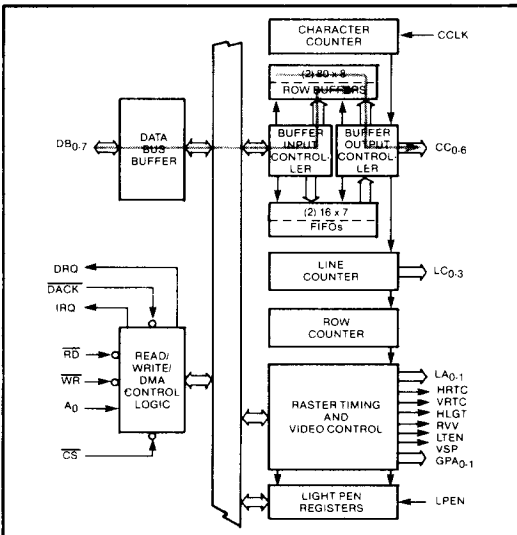 CHARACTER
COUNTER
CCLK
(2) 80 x 8
ROW BUFFERS
DB0-7
DATA
BUS
BUFFER
BUFFER
INPUT
CONTROL-
LER
BUFFER
OUTPUT
CONTROL-
LER
CC0-6
(2) 16 x 7
FIFOs
LINE
COUNTER
LC0-3
ROW
COUNTER
DRQ
DACK
IRQ
RD
WR
A0
CS
READ/
WRITE/
DMA
CONTROL
LOGIC
RASTER TIMING
AND
VIDEO CONTROL
LA0-1
HRTC
VRTC
HLGT
RVV
LTEN
VSP
GPA0-1
LIGHT PEN
REGISTERS
LPEN